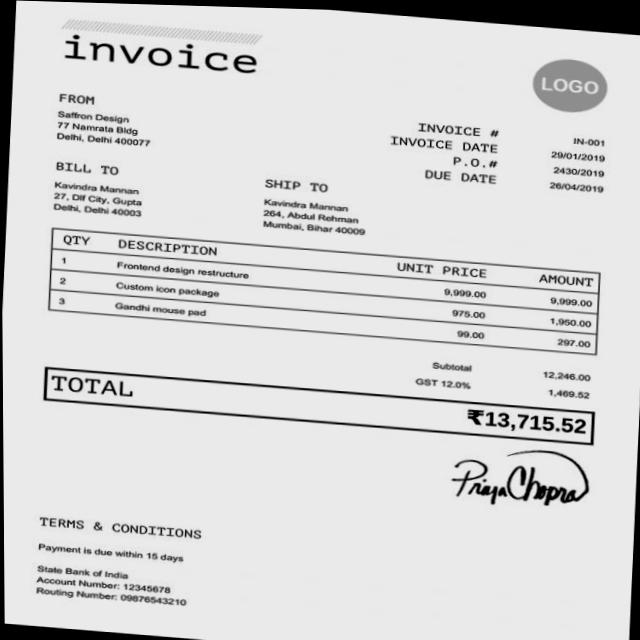 invoice
LOGO
FROM
Saffron Design
77 Namrata Bldg
Delhi, Delhi 400077
INVOICE # IN-001
INVOICE DATE 29/01/2019
P.O.# 2430/2019
DUE DATE 26/04/2019
BILL TO
Kavindra Mannan
27, Dlf City, Gupta
Delhi, Delhi 40003
SHIP TO
Kavindra Mannan
264, Abdul Rehman
Mumbai, Bihar 40009
QTY DESCRIPTION UNIT PRICE AMOUNT
1 Frontend design restructure 9,999.00 9,999.00
2 Custom icon package 975.00 1,950.00
3 Gandhi mouse pad 99.00 297.00
Subtotal 12,246.00
GST 12.0% 1,469.52
TOTAL ₹13,715.52
Priya Chopra
TERMS & CONDITIONS
Payment is due within 15 days
State Bank of India
Account Number: 12345678
Routing Number: 09876543210